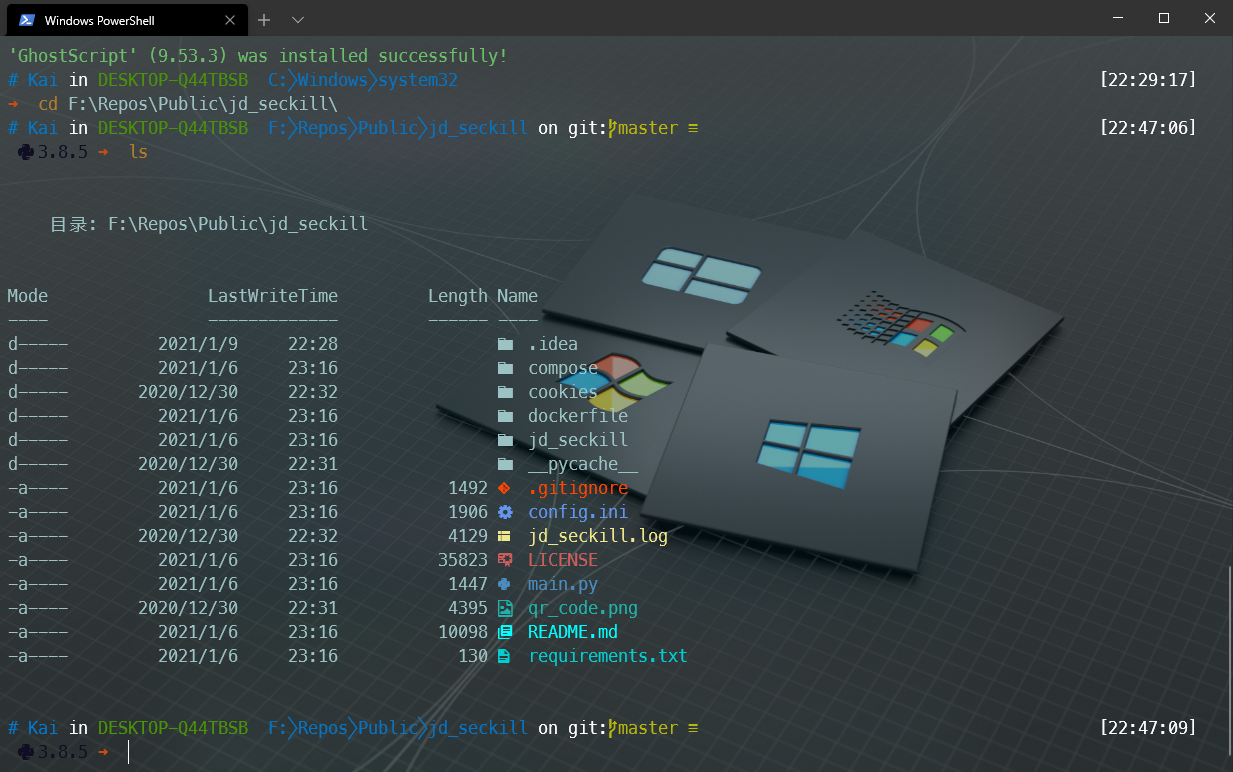 Windows PowerShell
'GhostScript' (9.53.3) was installed successfully!
# Kai in DESKTOP-Q44TBSB C:〉Windows〉system32 [22:29:17]
➜ cd F:\Repos\Public\jd_seckill\
# Kai in DESKTOP-Q44TBSB F:〉Repos〉Public〉jd_seckill on git:master ≡ [22:47:06]
3.8.5 ➜ ls
目录: F:\Repos\Public\jd_seckill
Mode LastWriteTime Length Name
---- ------------- ------ ----
d----- 2021/1/9 22:28 .idea
d----- 2021/1/6 23:16 compose
d----- 2020/12/30 22:32 cookies
d----- 2021/1/6 23:16 dockerfile
d----- 2021/1/6 23:16 jd_seckill
d----- 2020/12/30 22:31 __pycache__
-a---- 2021/1/6 23:16 1492 .gitignore
-a---- 2021/1/6 23:16 1906 config.ini
-a---- 2020/12/30 22:32 4129 jd_seckill.log
-a---- 2021/1/6 23:16 35823 LICENSE
-a---- 2021/1/6 23:16 1447 main.py
-a---- 2020/12/30 22:31 4395 qr_code.png
-a---- 2021/1/6 23:16 10098 README.md
-a---- 2021/1/6 23:16 130 requirements.txt
# Kai in DESKTOP-Q44TBSB F:〉Repos〉Public〉jd_seckill on git:master ≡ [22:47:09]
3.8.5 ➜